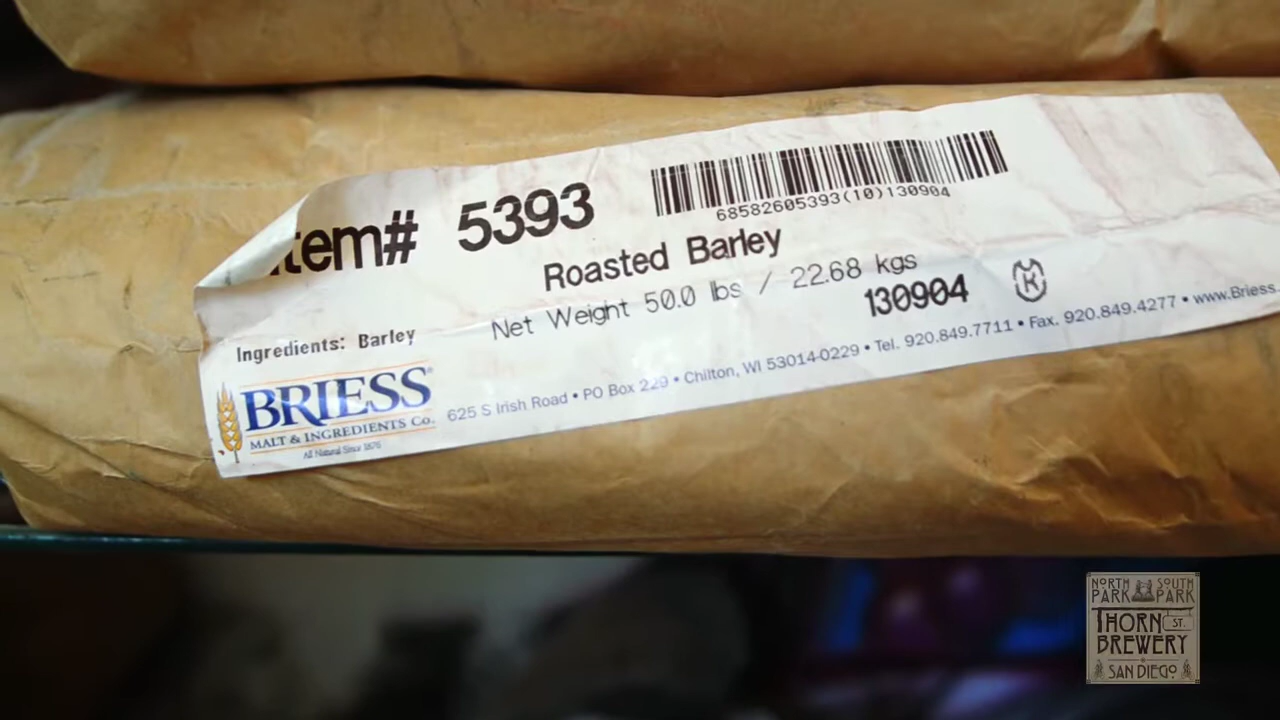 Item# 5393
68582605393(10)130904
Roasted Barley
Net Weight 50.0 lbs / 22.68 kgs
130904
K
Ingredients: Barley
BRIESS®
MALT & INGREDIENTS Co.
All Natural Since 1876
625 S Irish Road • PO Box 229 • Chilton, WI 53014-0229 • Tel. 920.849.7711 • Fax. 920.849.4277 • www.Briess.
NORTH PARK SOUTH PARK
THORN ST.
BREWERY
SAN DIEGO